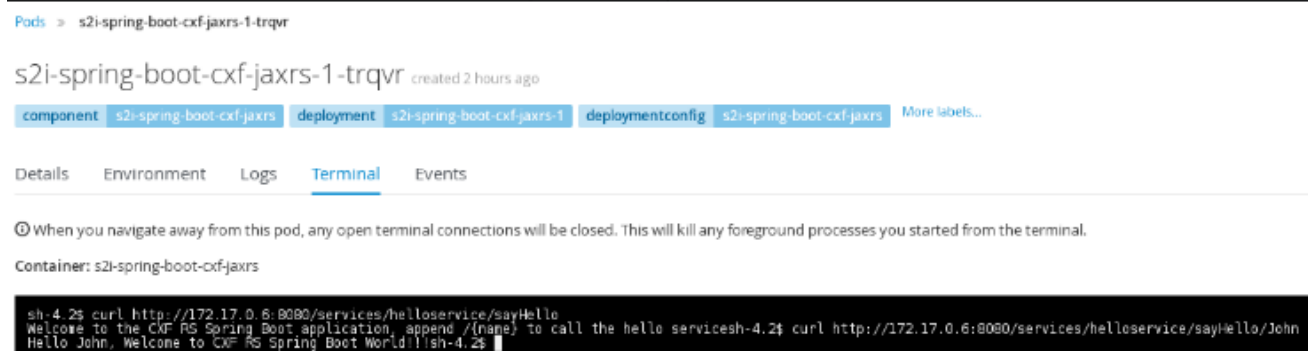 Pods » s2i-spring-boot-cxf-jaxrs-1-trqvr
s2i-spring-boot-cxf-jaxrs-1-trqvr created 2 hours ago
component s2i-spring-boot-cxf-jaxrs deployment s2i-spring-boot-cxf-jaxrs-1 deploymentconfig s2i-spring-boot-cxf-jaxrs More labels...
Details Environment Logs Terminal Events
When you navigate away from this pod, any open terminal connections will be closed. This will kill any foreground processes you started from the terminal.
Container: s2i-spring-boot-cxf-jaxrs
sh-4.2$ curl http://172.17.0.6:8080/services/helloservice/sayHello
Welcome to the CXF RS Spring Boot application, append /{name} to call the hello servicesh-4.2$ curl http://172.17.0.6:8080/services/helloservice/sayHello/John
Hello John, Welcome to CXF RS Spring Boot World!!!sh-4.2$